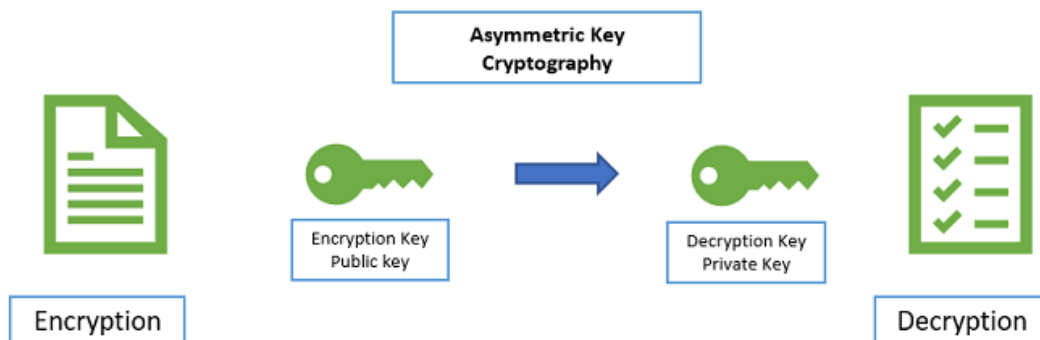 Asymmetric Key
Cryptography
Encryption Key
Public key
Decryption Key
Private Key
Encryption
Decryption